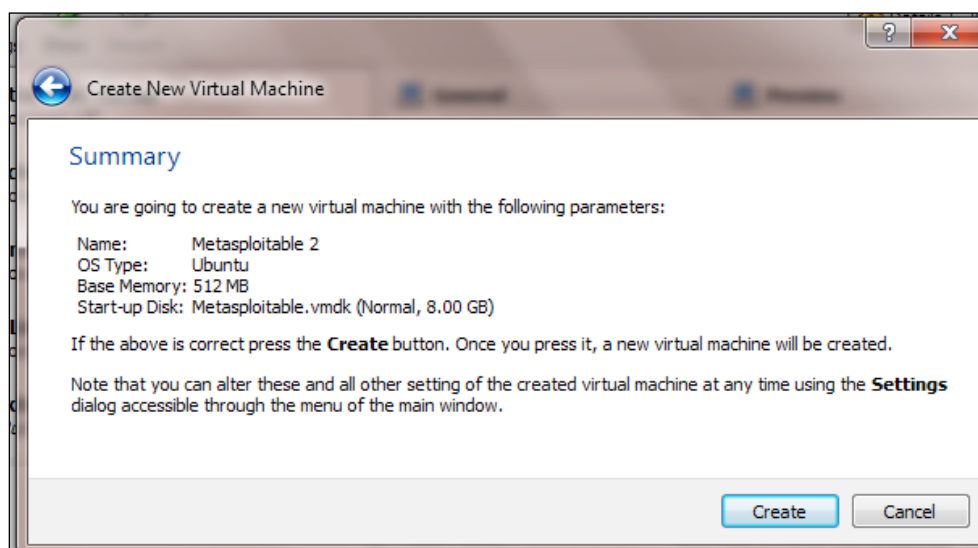 Create New Virtual Machine
Summary
You are going to create a new virtual machine with the following parameters:
Name: Metasploitable 2
OS Type: Ubuntu
Base Memory: 512 MB
Start-up Disk: Metasploitable.vmdk (Normal, 8.00 GB)
If the above is correct press the Create button. Once you press it, a new virtual machine will be created.
Note that you can alter these and all other setting of the created virtual machine at any time using the Settings
dialog accessible through the menu of the main window.
Create Cancel